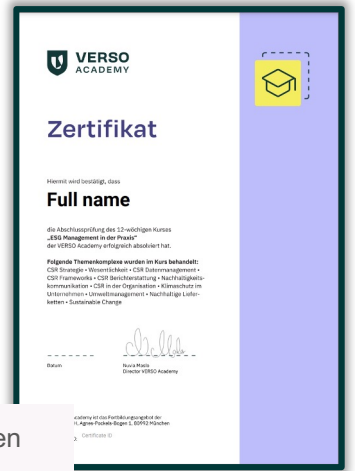 VERSO
ACADEMY
Zertifikat
Hiermit wird bestätigt, dass
Full name
die Abschlussprüfung des 12-wöchigen Kurses
„ESG Management in der Praxis“
der VERSO Academy erfolgreich absolviert hat.
Folgende Themenkomplexe wurden im Kurs behandelt:
CSR Strategie • Wesentlichkeit • CSR Datenmanagement •
CSR Frameworks • CSR Berichterstattung • Nachhaltigkeits-
kommunikation • CSR in der Organisation • Klimaschutz im
Unternehmen • Umweltmanagement • Nachhaltige Liefer-
ketten • Sustainable Change
Datum
Director VERSO Academy
cademy ist das Fortbildungsangebot der
H, Agnes-Pockels-Bogen 1, 80992 München
en
Certificate ID